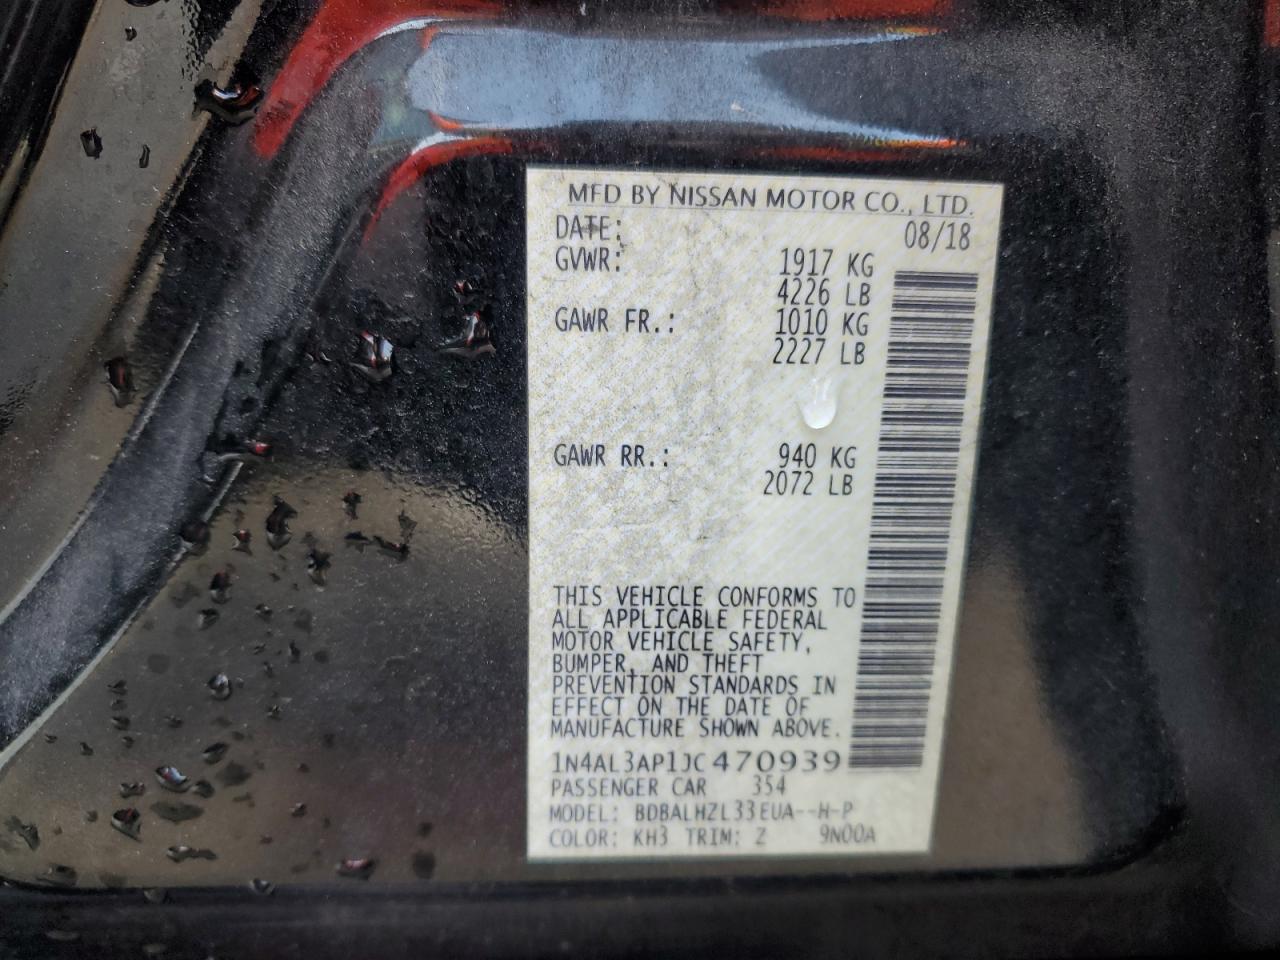 MFD BY NISSAN MOTOR CO., LTD.
DATE: 08/18
GVWR: 1917 KG
4226 LB
GAWR FR.: 1010 KG
2227 LB
GAWR RR.: 940 KG
2072 LB
THIS VEHICLE CONFORMS TO
ALL APPLICABLE FEDERAL
MOTOR VEHICLE SAFETY,
BUMPER, AND THEFT
PREVENTION STANDARDS IN
EFFECT ON THE DATE OF
MANUFACTURE SHOWN ABOVE.
1N4AL3AP1JC470939
PASSENGER CAR 354
MODEL: BDBALHZL33EUA--H-P
COLOR: KH3 TRIM: Z 9N00A